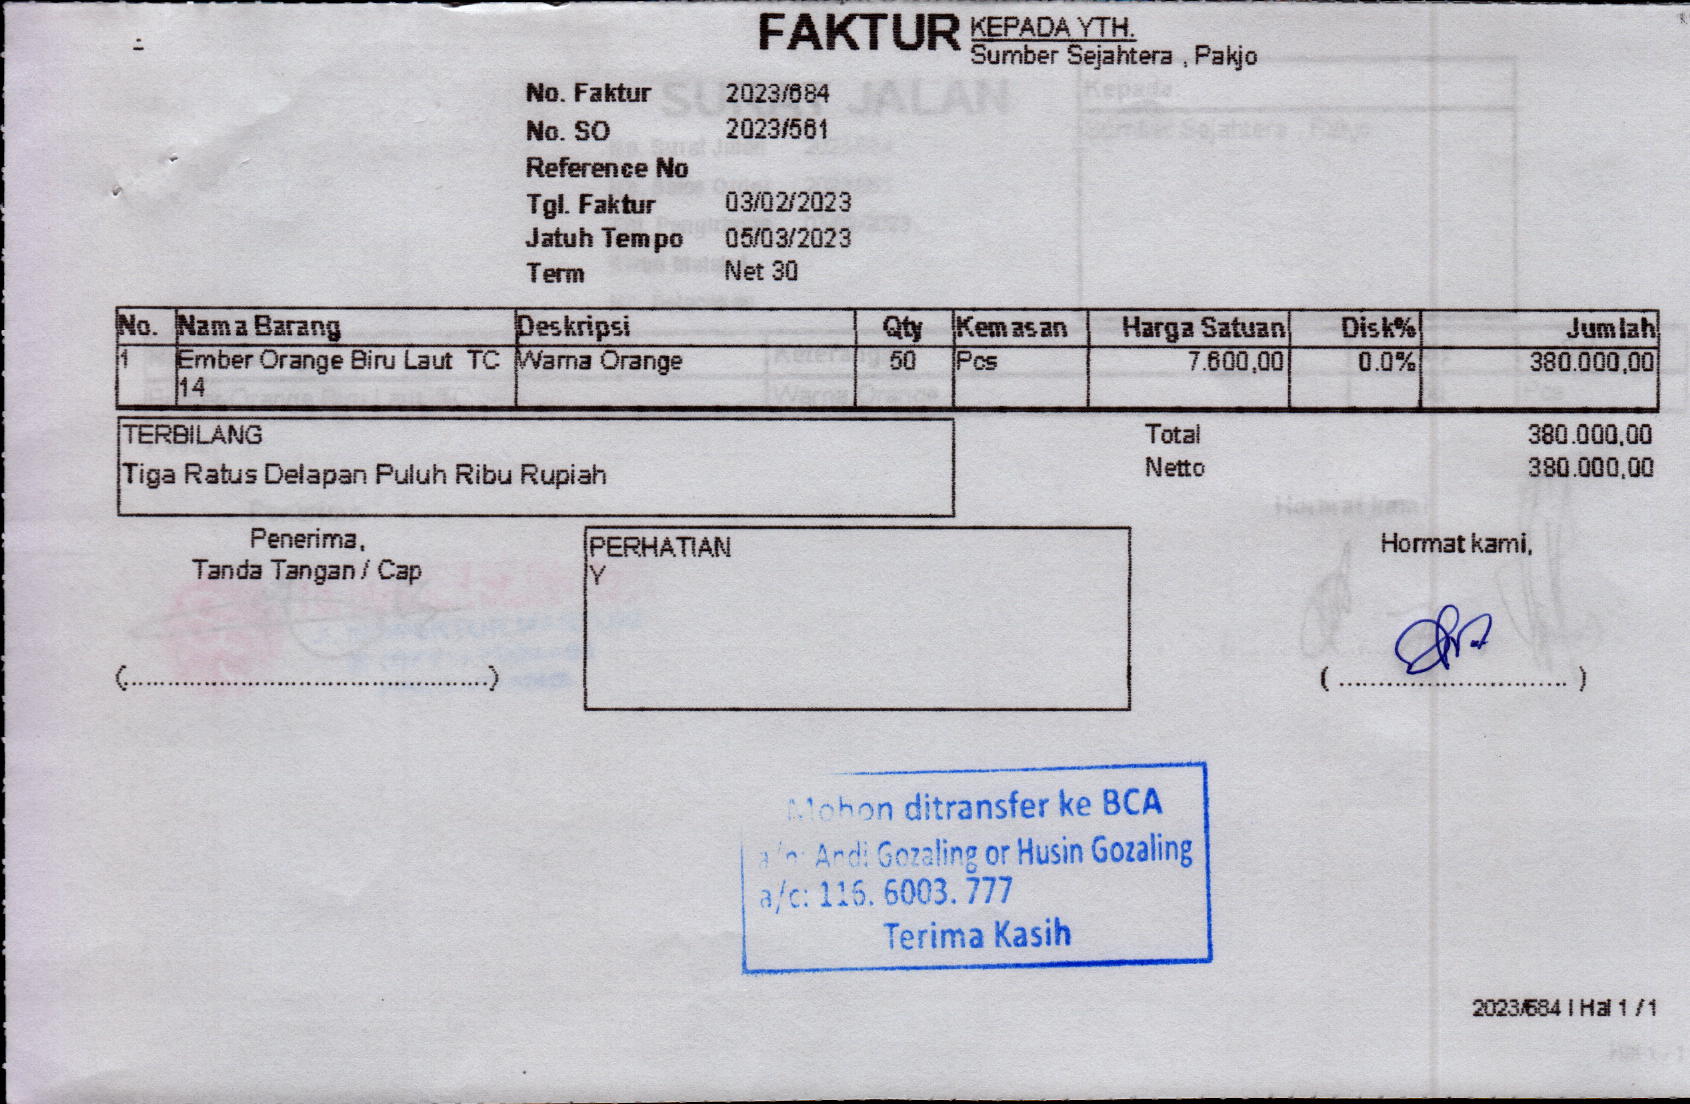 FAKTUR
KEPADA YTH.
Sumber Sejahtera , Pakjo
No. Faktur 2023/684
No. SO 2023/561
Reference No
Tgl. Faktur 03/02/2023
Jatuh Tempo 05/03/2023
Term Net 30
No. Nama Barang Deskripsi Qty Kemasan Harga Satuan Disk% Jumlah
1 Ember Orange Biru Laut TC Warna Orange 50 Pcs 7.600,00 0.0% 380.000,00
14
TERBILANG
Tiga Ratus Delapan Puluh Ribu Rupiah
Total 380.000,00
Netto 380.000,00
Penerima,
Tanda Tangan / Cap
(............................................)
PERHATIAN
Y
Hormat kami,
( ............................ )
Mohon ditransfer ke BCA
a/n: Andi Gozaling or Husin Gozaling
a/c: 116. 6003. 777
Terima Kasih
2023/684 | Hal 1 / 1